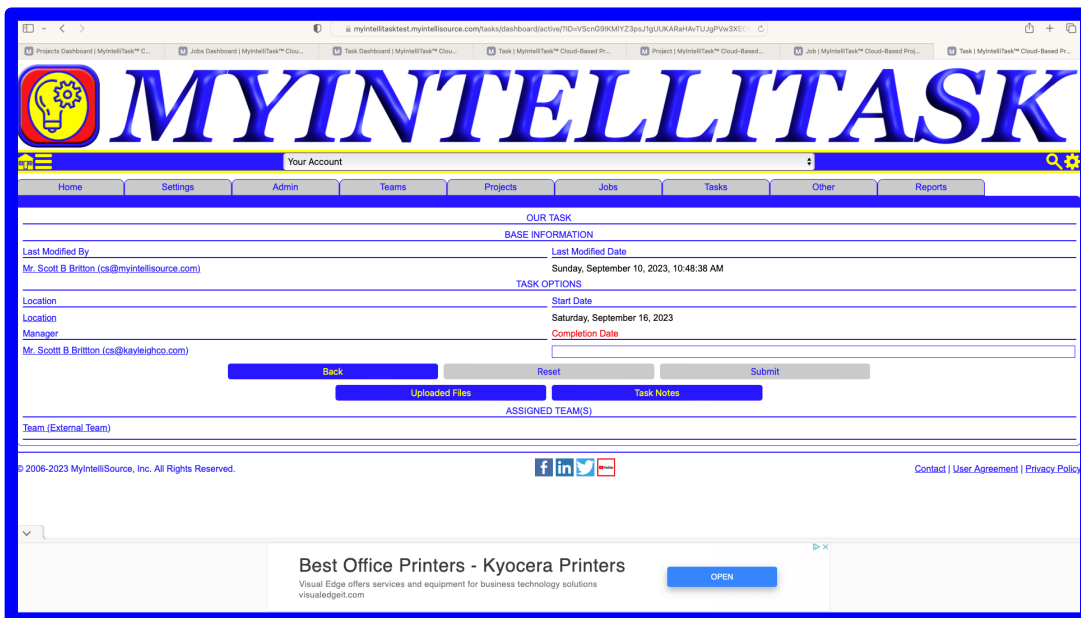 myintellitasktest.myintellisource.com/tasks/dashboard/active/?ID=VScnG9IKMIYZ3psJ1gUUKARaHAvTUJgPVw3XEC
Projects Dashboard | MyIntelliTask™ C...
Jobs Dashboard | MyIntelliTask™ Clou...
Task Dashboard | MyIntelliTask™ Clou...
Task | MyIntelliTask™ Cloud-Based Pr...
Project | MyIntelliTask™ Cloud-Based...
Job | MyIntelliTask™ Cloud-Based Proj...
Task | MyIntelliTask™ Cloud-Based Pr...
MYINTELLITASK
Your Account
Home Settings Admin Teams Projects Jobs Tasks Other Reports
OUR TASK
BASE INFORMATION
Last Modified By Last Modified Date
Mr. Scott B Britton (cs@myintellisource.com) Sunday, September 10, 2023, 10:48:38 AM
TASK OPTIONS
Location Start Date
Location Saturday, September 16, 2023
Manager Completion Date
Mr. Scottt B Brittton (cs@kayleighco.com)
Back Reset Submit
Uploaded Files Task Notes
ASSIGNED TEAM(S)
Team (External Team)
© 2006-2023 MyIntelliSource, Inc. All Rights Reserved.
Contact | User Agreement | Privacy Policy
Best Office Printers - Kyocera Printers
Visual Edge offers services and equipment for business technology solutions
visualedgeit.com
OPEN